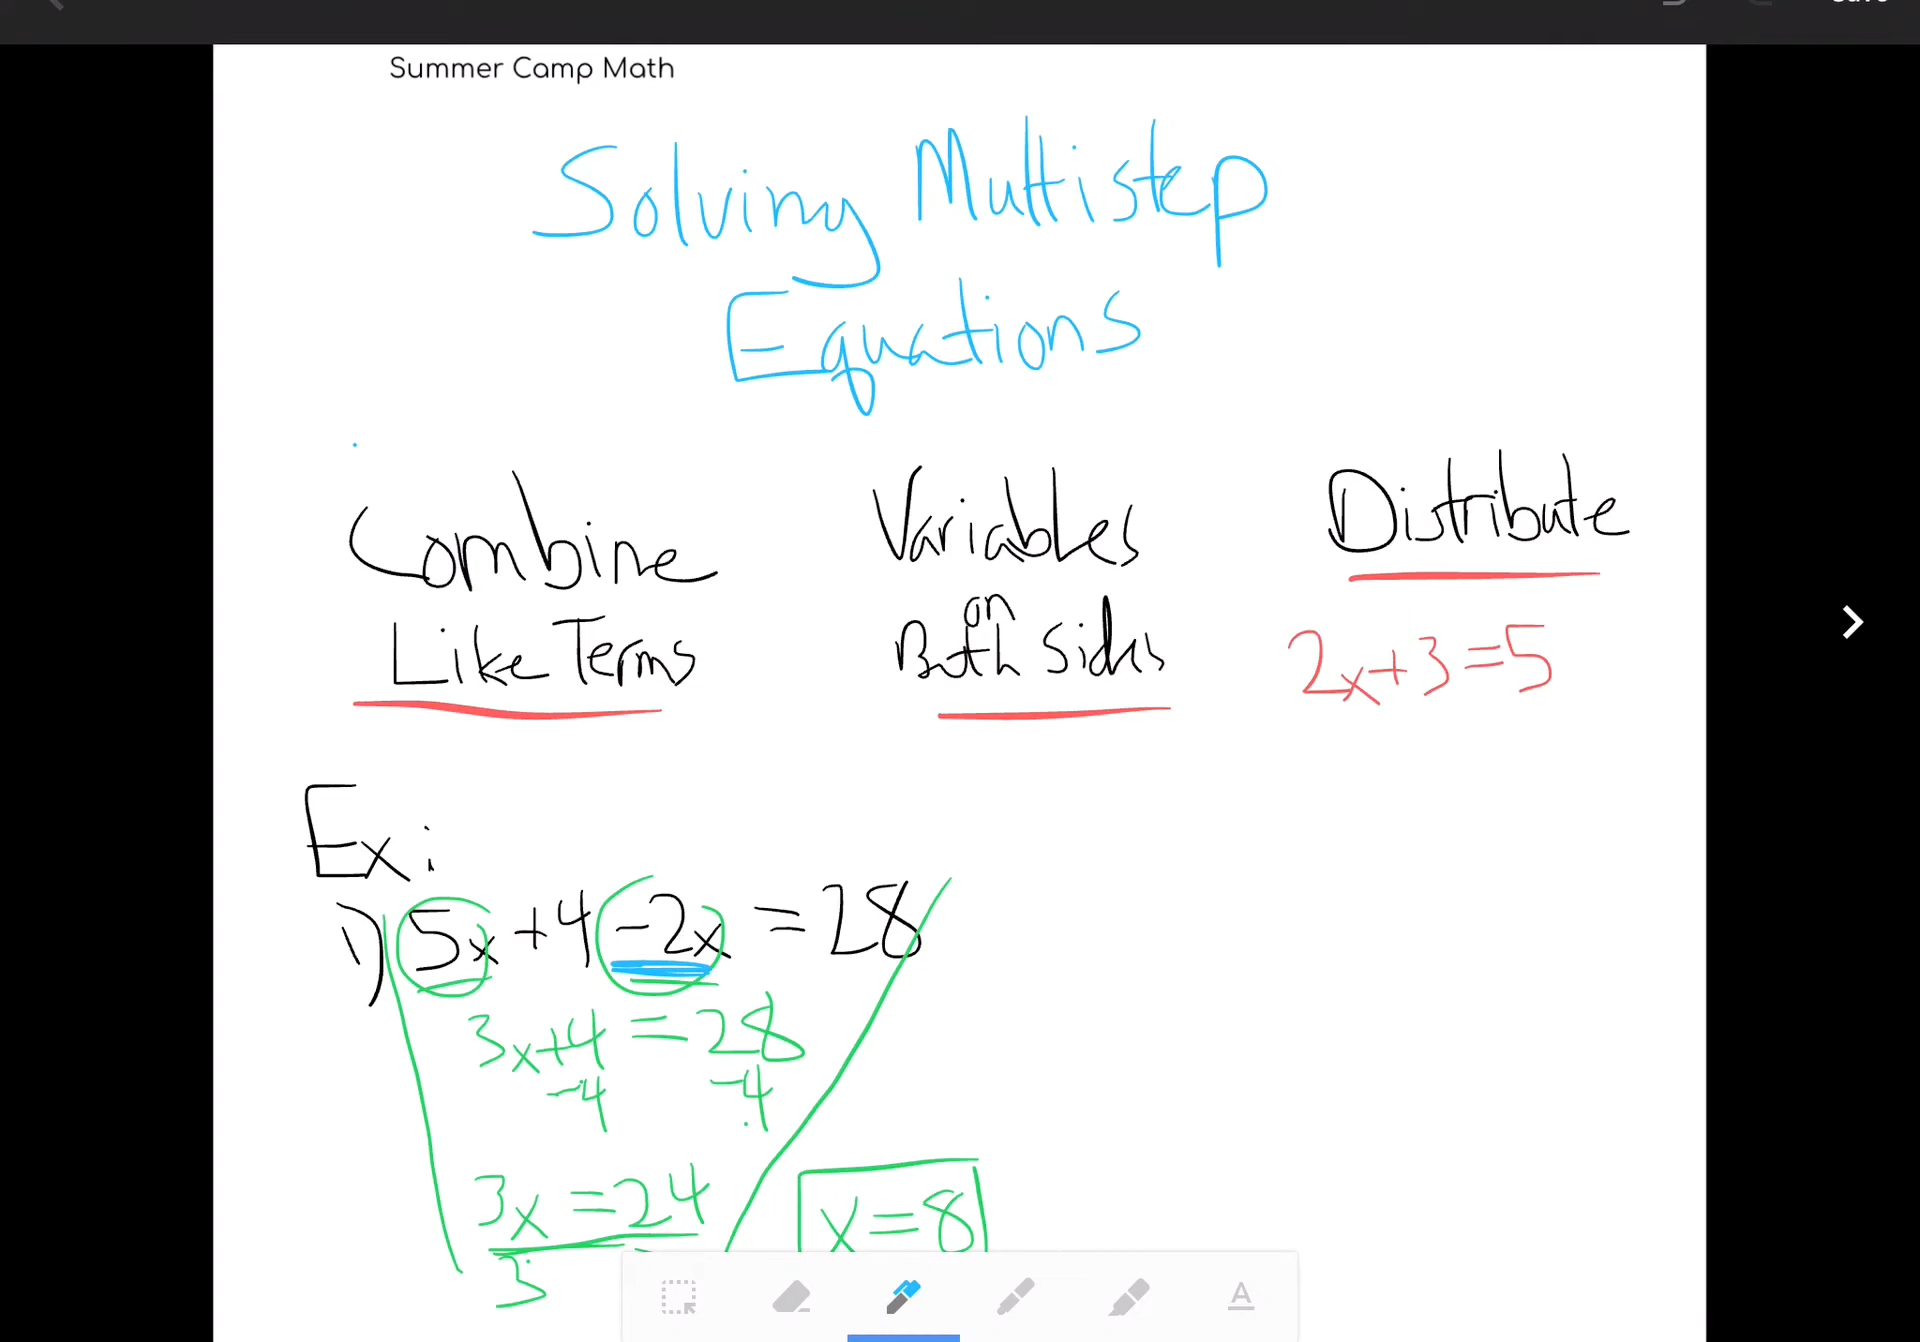 Save
Summer Camp Math
Solving Multistep
Equations
Combine
Like Terms
Variables
on
Both Sides
Distribute
2x+3=5
Ex:
1) 5x+4-2x=28
3x+4=28
-4 -4
3x=24
3
x=8
A